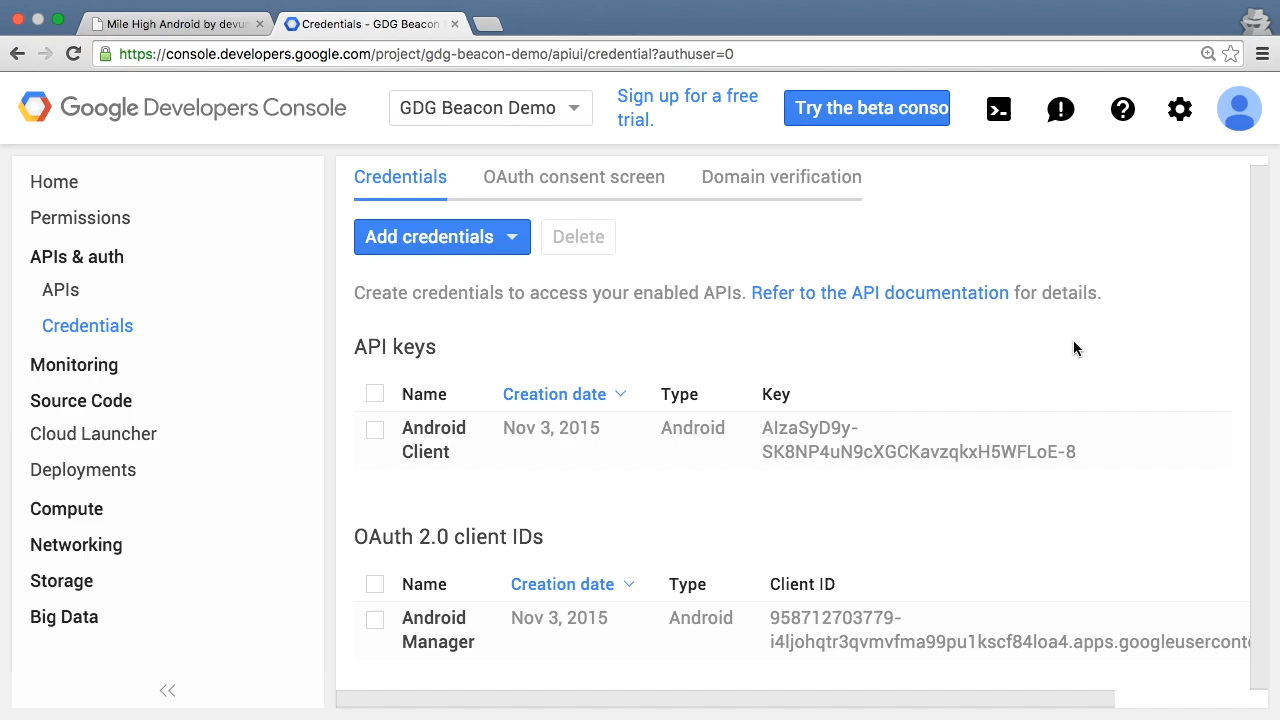 Mile High Android by devu
Credentials - GDG Beacon
https://console.developers.google.com/project/gdg-beacon-demo/apiui/credential?authuser=0
Google Developers Console
GDG Beacon Demo
Sign up for a free
trial.
Try the beta conso
Home
Permissions
APIs & auth
APIs
Credentials
Monitoring
Source Code
Cloud Launcher
Deployments
Compute
Networking
Storage
Big Data
Credentials
OAuth consent screen
Domain verification
Add credentials
Delete
Create credentials to access your enabled APIs. Refer to the API documentation for details.
API keys
Name Creation date Type Key
Android Nov 3, 2015 Android AIzaSyD9y-
Client SK8NP4uN9cXGCKavzqkxH5WFLoE-8
OAuth 2.0 client IDs
Name Creation date Type Client ID
Android Nov 3, 2015 Android 958712703779-
Manager i4ljohqtr3qvmvfma99pu1kscf84loa4.apps.googleuserconte